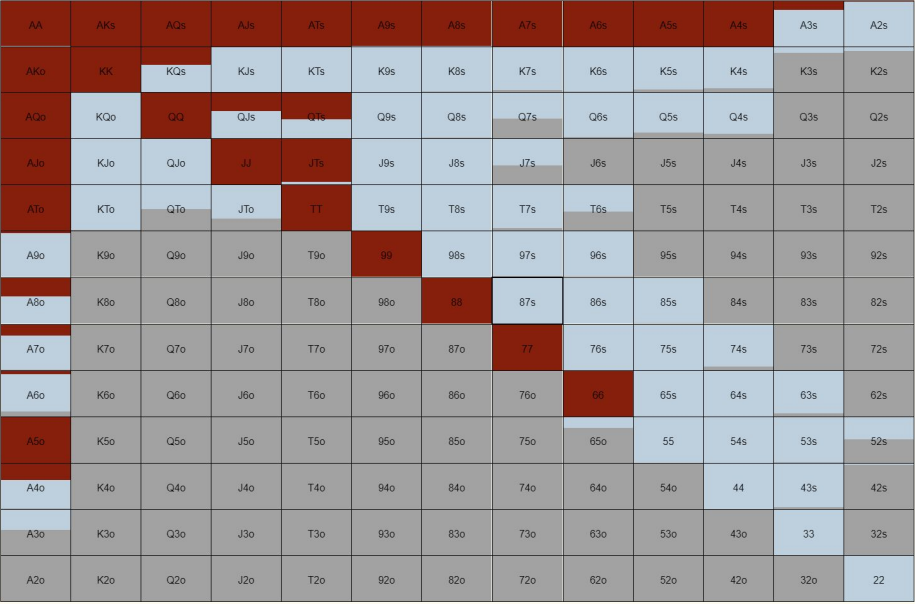 AA AKs AQs AJs ATs A9s A8s A7s A6s A5s A4s A3s A2s
AKo KK KQs KJs KTs K9s K8s K7s K6s K5s K4s K3s K2s
AQo KQo QQ QJs QTs Q9s Q8s Q7s Q6s Q5s Q4s Q3s Q2s
AJo KJo QJo JJ JTs J9s J8s J7s J6s J5s J4s J3s J2s
ATo KTo QTo JTo TT T9s T8s T7s T6s T5s T4s T3s T2s
A9o K9o Q9o J9o T9o 99 98s 97s 96s 95s 94s 93s 92s
A8o K8o Q8o J8o T8o 98o 88 87s 86s 85s 84s 83s 82s
A7o K7o Q7o J7o T7o 97o 87o 77 76s 75s 74s 73s 72s
A6o K6o Q6o J6o T6o 96o 86o 76o 66 65s 64s 63s 62s
A5o K5o Q5o J5o T5o 95o 85o 75o 65o 55 54s 53s 52s
A4o K4o Q4o J4o T4o 94o 84o 74o 64o 54o 44 43s 42s
A3o K3o Q3o J3o T3o 93o 83o 73o 63o 53o 43o 33 32s
A2o K2o Q2o J2o T2o 92o 82o 72o 62o 52o 42o 32o 22